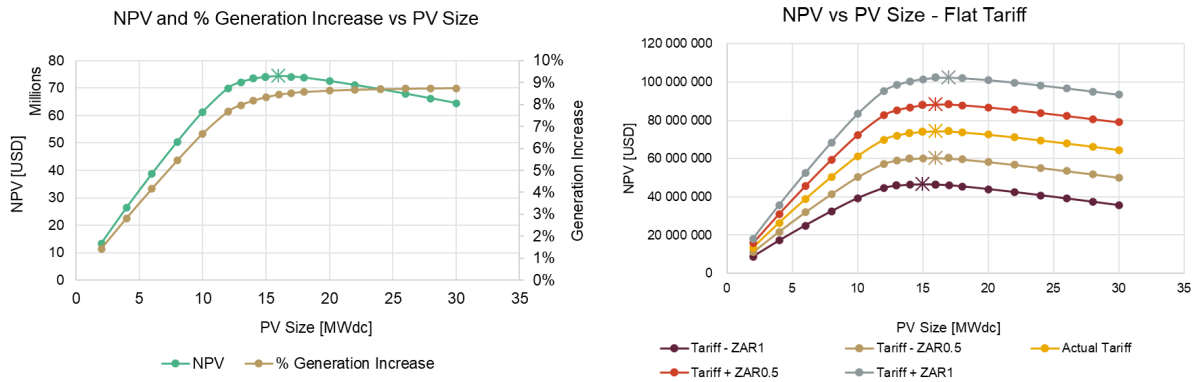 NPV and % Generation Increase vs PV Size
Millions
NPV [USD]
80
70
60
50
40
30
20
10
0
10%
9%
8%
7%
6%
5%
4%
3%
2%
1%
0%
Generation Increase
0 5 10 15 20 25 30 35
PV Size [MWdc]
NPV % Generation Increase
NPV vs PV Size - Flat Tariff
NPV [USD]
120 000 000
100 000 000
80 000 000
60 000 000
40 000 000
20 000 000
0
0 5 10 15 20 25 30 35
PV Size [MWdc]
Tariff - ZAR1 Tariff - ZAR0.5 Actual Tariff
Tariff + ZAR0.5 Tariff + ZAR1